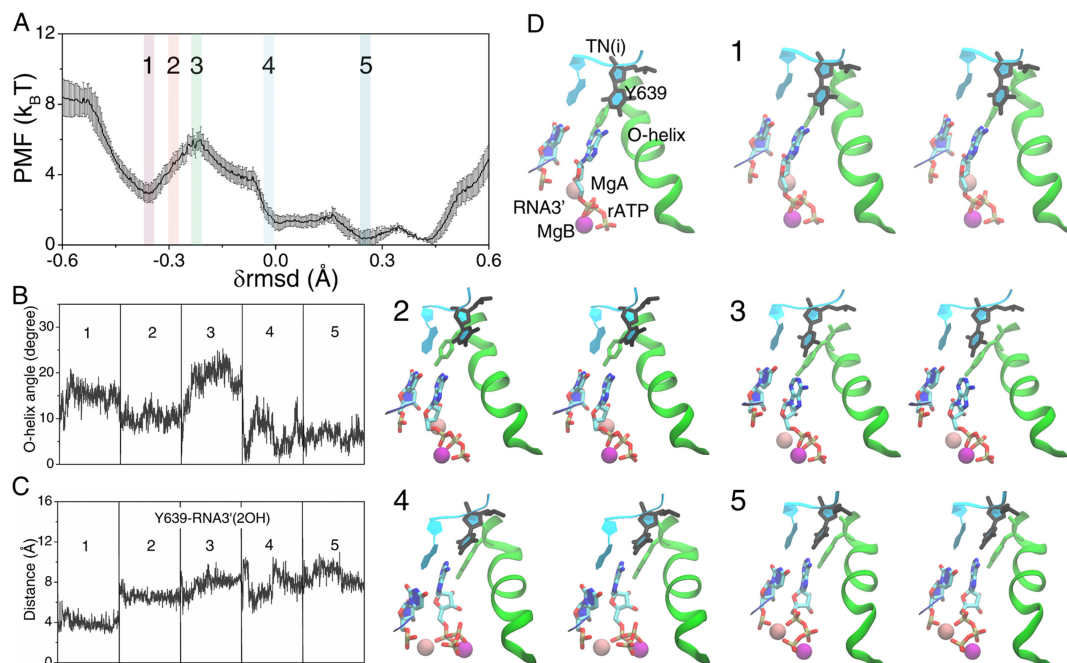 A
12
8
4
0
PMF (kBT)
1
2
3
4
5
-0.6
-0.3
0.0
0.3
0.6
δrmsd (Å)
B
30
20
10
0
O-helix angle (degree)
1
2
3
4
5
C
16
12
8
4
0
Distance (Å)
Y639-RNA3'(2OH)
1
2
3
4
5
D
TN(i)
Y639
O-helix
MgA
RNA3' rATP
MgB
1
2
3
4
5